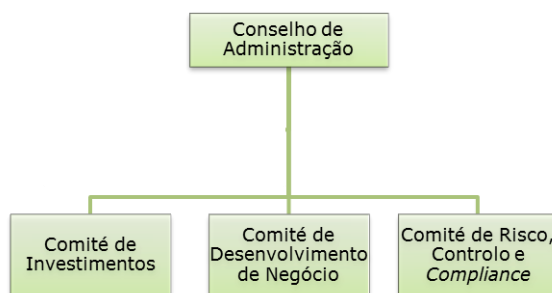 Conselho de
Administração
Comité de
Investimentos
Comité de
Desenvolvimento
de Negócio
Comité de Risco,
Controlo e
Compliance